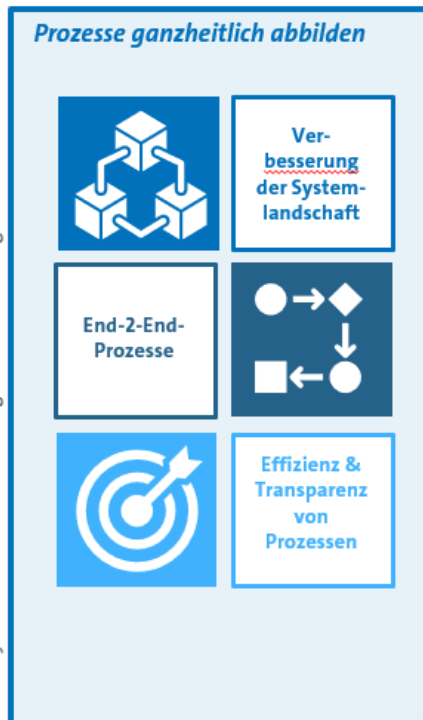 Prozesse ganzheitlich abbilden
Ver-
besserung
der System-
landschaft
End-2-End-
Prozesse
Effizienz &
Transparenz
von
Prozessen